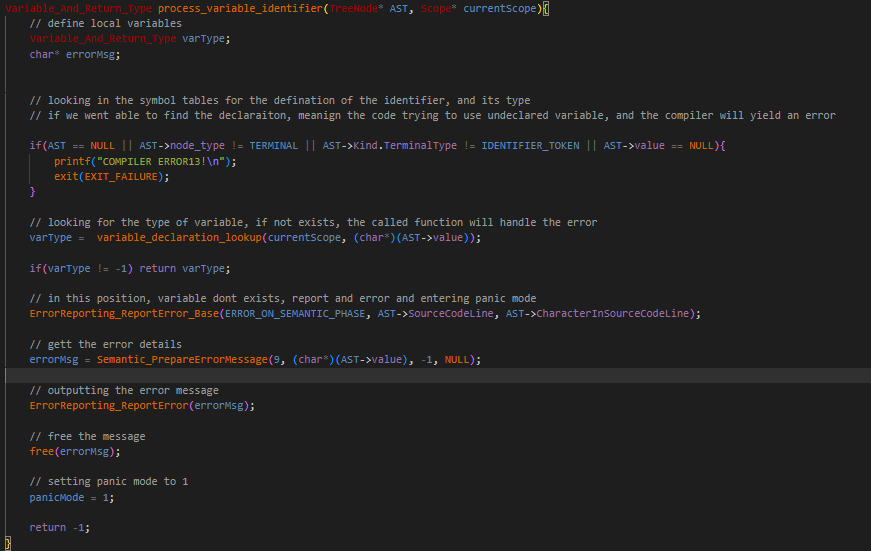 Variable_And_Return_Type process_variable_identifier(TreeNode* AST, Scope* currentScope){
// define local variables
Variable_And_Return_Type varType;
char* errorMsg;
// looking in the symbol tables for the defination of the identifier, and its type
// if we went able to find the declaraiton, meanign the code trying to use undeclared variable, and the compiler will yield an error
if(AST == NULL || AST->node_type != TERMINAL || AST->Kind.TerminalType != IDENTIFIER_TOKEN || AST->value == NULL){
printf("COMPILER ERROR13!\n");
exit(EXIT_FAILURE);
}
// looking for the type of variable, if not exists, the called function will handle the error
varType =  variable_declaration_lookup(currentScope, (char*)(AST->value));
if(varType != -1) return varType;
// in this position, variable dont exists, report and error and entering panic mode
ErrorReporting_ReportError_Base(ERROR_ON_SEMANTIC_PHASE, AST->SourceCodeLine, AST->CharacterInSourceCodeLine);
// gett the error details
errorMsg = Semantic_PrepareErrorMessage(9, (char*)(AST->value), -1, NULL);
// outputting the error message
ErrorReporting_ReportError(errorMsg);
// free the message
free(errorMsg);
// setting panic mode to 1
panicMode = 1;
return -1;
}